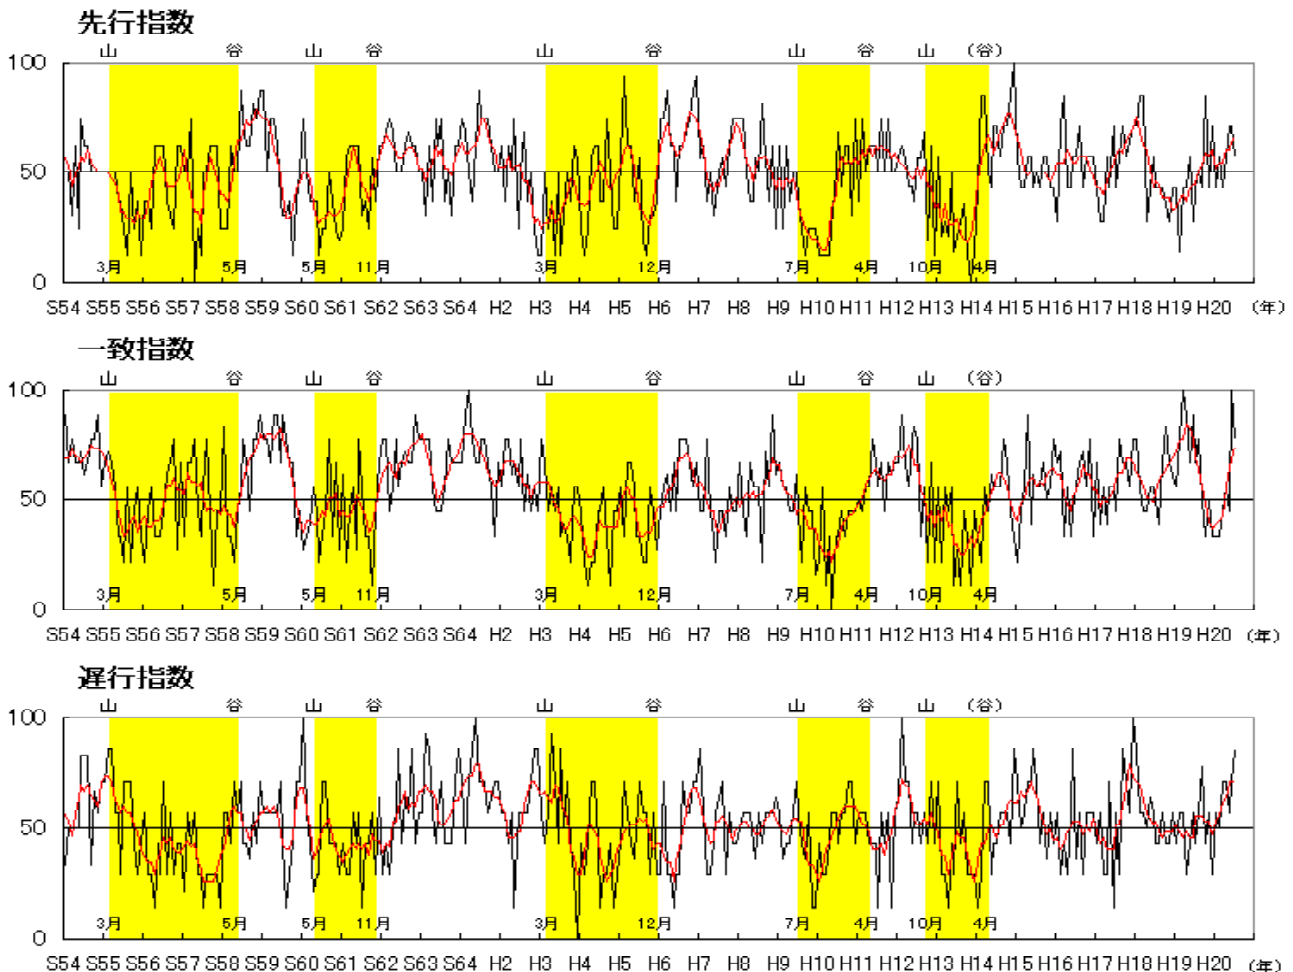 先行指数
山 谷 山 谷 山 谷 山 谷 山 (谷)
100
50
3月 5月 5月 11月 3月 12月 7月 4月 10月 4月
0
S54 S55 S56 S57 S58 S59 S60 S61 S62 S63 S64 H2 H3 H4 H5 H6 H7 H8 H9 H10 H11 H12 H13 H14 H15 H16 H17 H18 H19 H20 (年)
一致指数
山 谷 山 谷 山 谷 山 谷 山 (谷)
100
50
3月 5月 5月 11月 3月 12月 7月 4月 10月 4月
0
S54 S55 S56 S57 S58 S59 S60 S61 S62 S63 S64 H2 H3 H4 H5 H6 H7 H8 H9 H10 H11 H12 H13 H14 H15 H16 H17 H18 H19 H20 (年)
遅行指数
山 谷 山 谷 山 谷 山 谷 山 (谷)
100
50
3月 5月 5月 11月 3月 12月 7月 4月 10月 4月
0
S54 S55 S56 S57 S58 S59 S60 S61 S62 S63 S64 H2 H3 H4 H5 H6 H7 H8 H9 H10 H11 H12 H13 H14 H15 H16 H17 H18 H19 H20 (年)